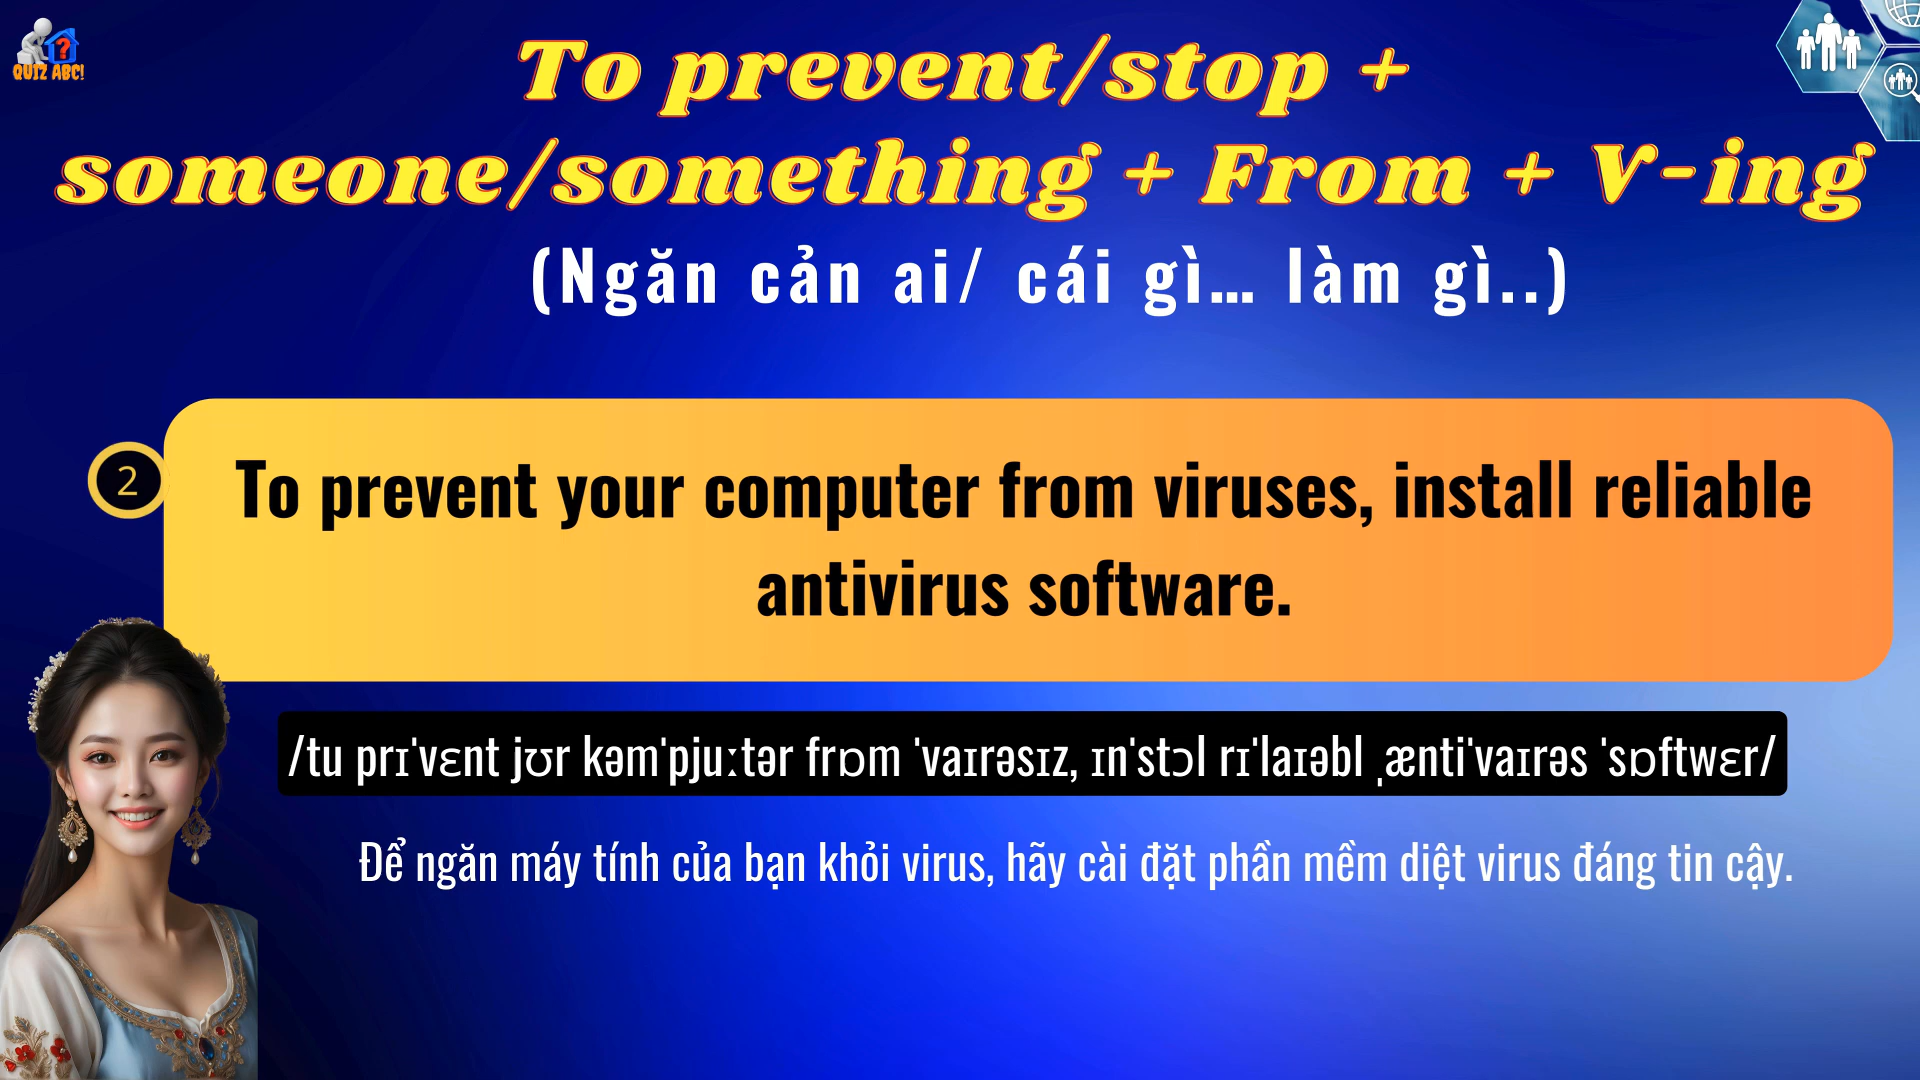 QUIZ ABC!
To prevent/stop +
someone/something + From + V-ing
(Ngăn cản ai/ cái gì... làm gì..)
2
To prevent your computer from viruses, install reliable
antivirus software.
/tu prɪˈvɛnt jʊr kəmˈpjuːtər frɒm ˈvaɪrəsɪz, ɪnˈstɔl rɪˈlaɪəbl ˌæntiˈvaɪrəs ˈsɒftwɛr/
Để ngăn máy tính của bạn khỏi virus, hãy cài đặt phần mềm diệt virus đáng tin cậy.